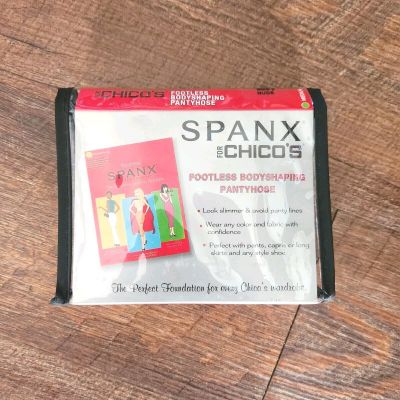 FOR CHICO'S
FOOTLESS
BODYSHAPING
PANTYHOSE
NUDE
SPANX®
FOR CHICO'S®
FOOTLESS BODYSHAPING
PANTYHOSE
• Look slimmer & avoid panty lines
• Wear any color and fabric with
confidence
• Perfect with pants, capris or long
skirts and any style shoe
SPANX
The Perfect Foundation for every Chico's wardrobe.